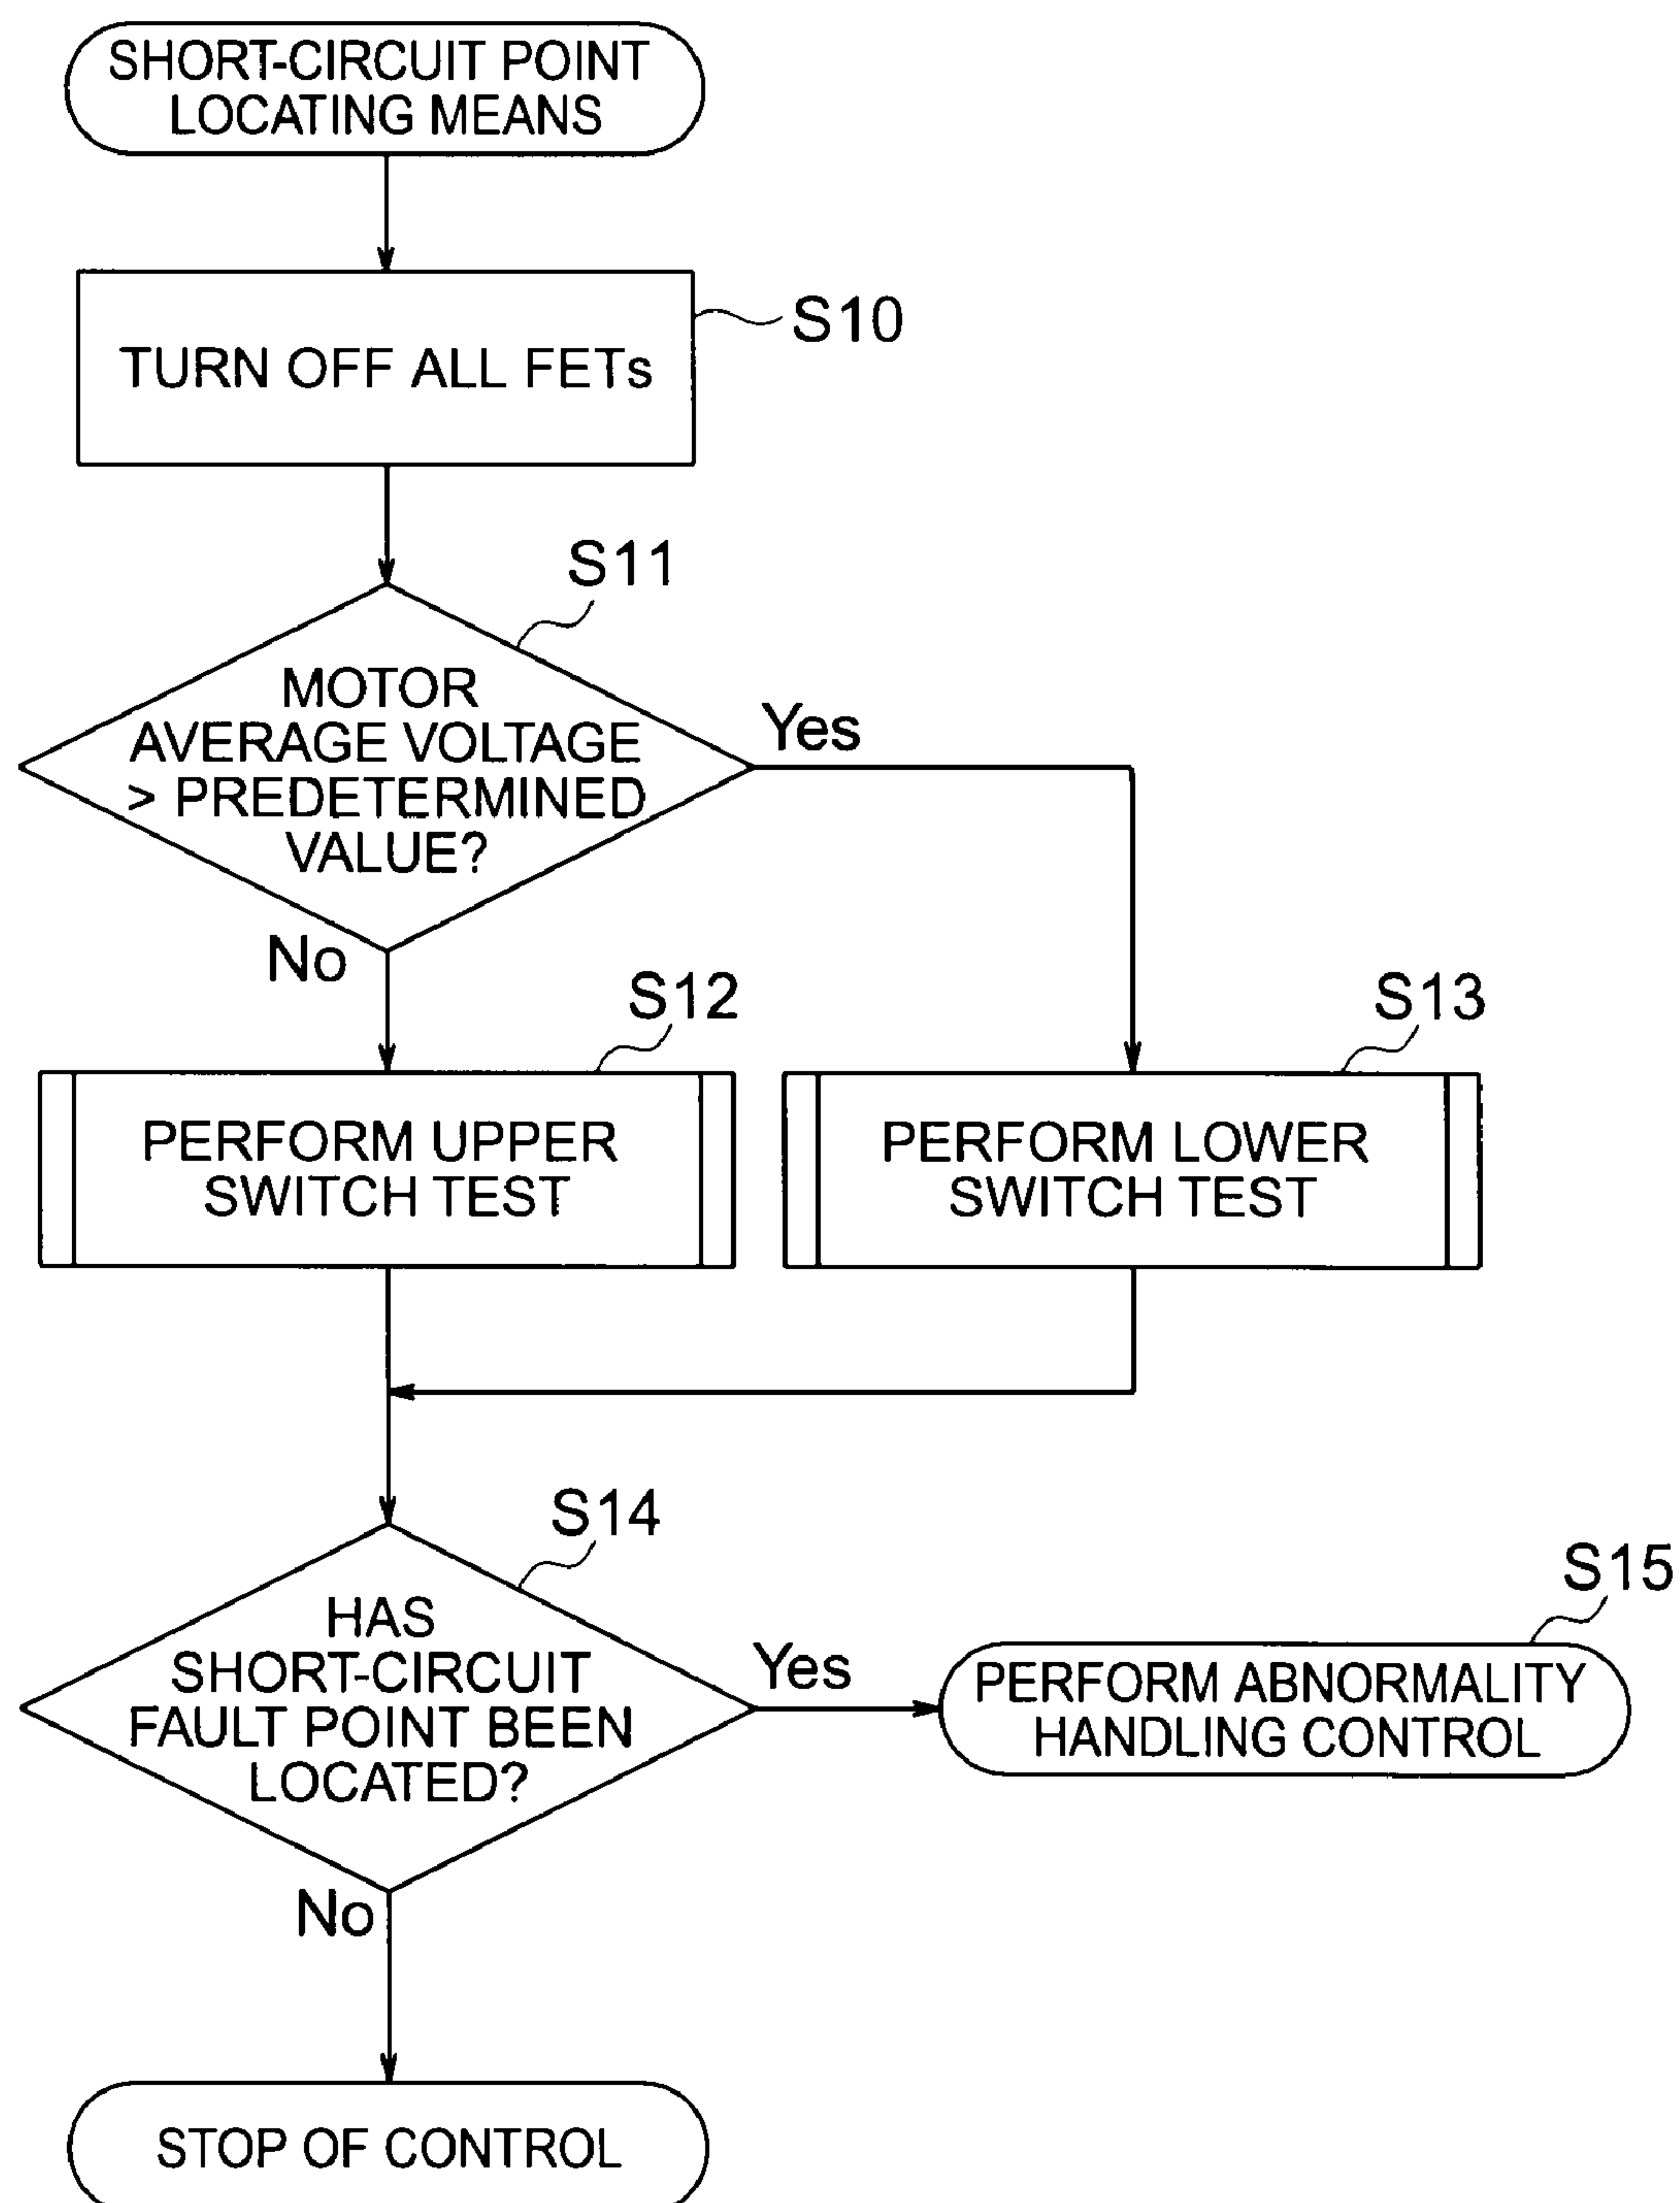 SHORT-CIRCUIT POINT
LOCATING MEANS
S10
TURN OFF ALL FETs
S11
MOTOR
AVERAGE VOLTAGE
> PREDETERMINED
VALUE?
Yes
No
S12
PERFORM UPPER
SWITCH TEST
S13
PERFORM LOWER
SWITCH TEST
S14
HAS
SHORT-CIRCUIT
FAULT POINT BEEN
LOCATED?
Yes
S15
PERFORM ABNORMALITY
HANDLING CONTROL
No
STOP OF CONTROL